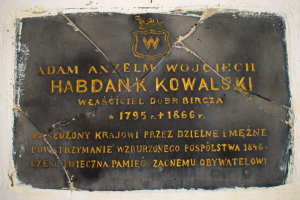 ADAM ANZELM WOJCIECH
HABDANK KOWALSKI
WŁAŚCICIEL DÓBR BIRCZA
* 1795 r. + 1866 r.
ZASŁUŻONY KRAJOWI PRZEZ DZIELNE i MĘŻNE
POWSTRZYMANIE WZBURZONEGO POSPÓLSTWA 1846 r.
CZEŚĆ I WIECZNA PAMIĘĆ ZACNEMU OBYWATELOWI